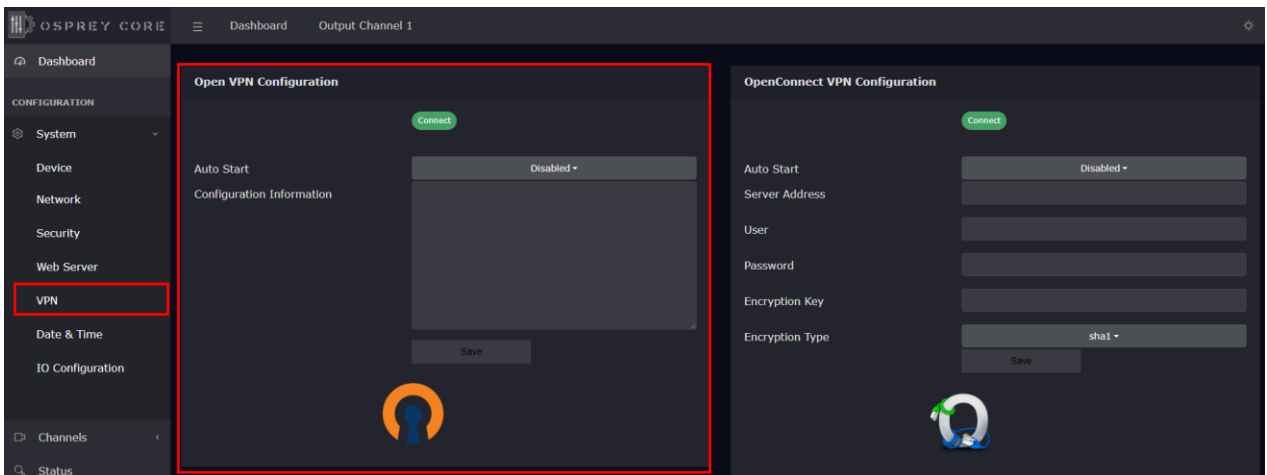 OSPREY CORE
Dashboard
Output Channel 1
Dashboard
CONFIGURATION
System
Device
Network
Security
Web Server
VPN
Date & Time
IO Configuration
Channels
Status
Open VPN Configuration
Connect
Auto Start
Disabled
Configuration Information
Save
OpenConnect VPN Configuration
Connect
Auto Start
Disabled
Server Address
User
Password
Encryption Key
Encryption Type
sha1
Save